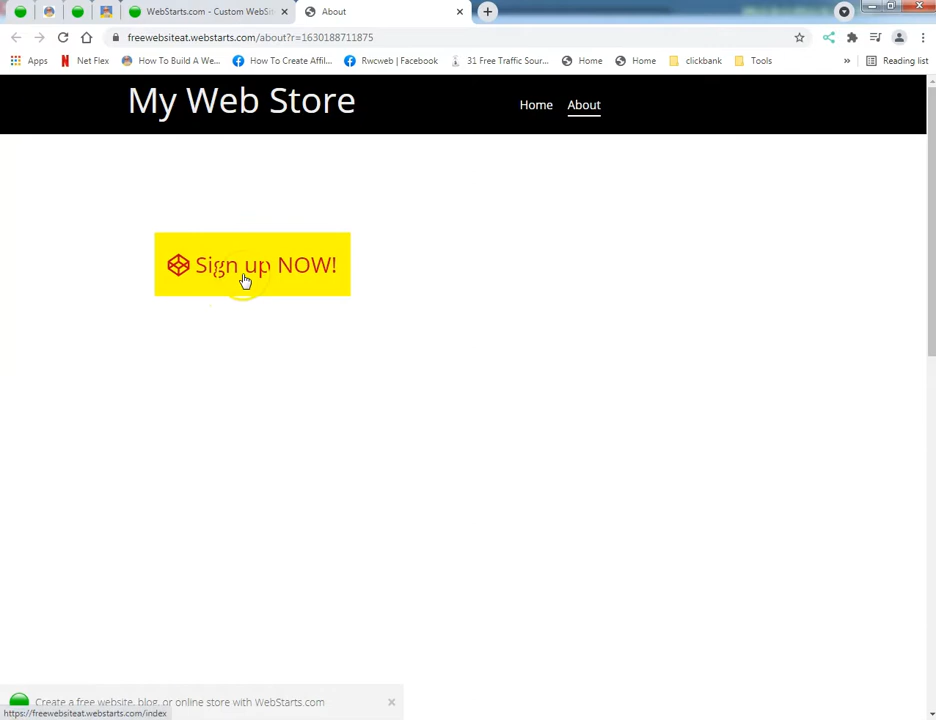 WebStarts.com - Custom WebSit
About
freewebsiteat.webstarts.com/about?r=1630188711875
Apps
Net Flex
How To Build A We...
How To Create Affil...
Rwcweb | Facebook
31 Free Traffic Sour...
Home
Home
clickbank
Tools
»
Reading list
My Web Store
Home
About
Sign up NOW!
Create a free website, blog, or online store with WebStarts.com
https://freewebsiteat.webstarts.com/index